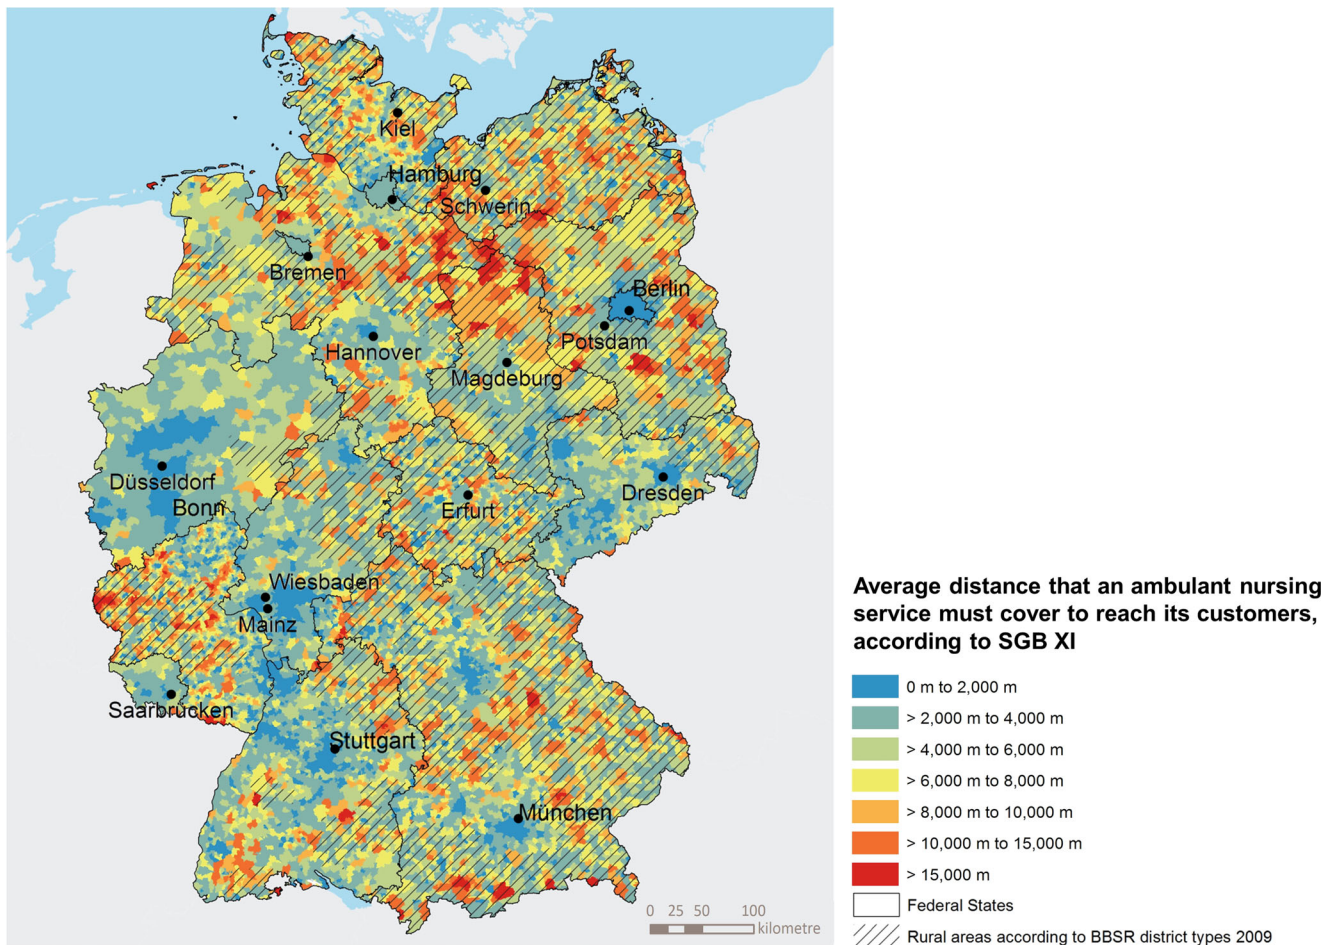 Kiel
Hamburg
Schwerin
Bremen
Berlin
Potsdam
Hannover
Magdeburg
Düsseldorf
Bonn
Dresden
Erfurt
Wiesbaden
Mainz
Saarbrücken
Stuttgart
München
0 25 50 100
kilometre
Average distance that an ambulant nursing
service must cover to reach its customers,
according to SGB XI
0 m to 2,000 m
> 2,000 m to 4,000 m
> 4,000 m to 6,000 m
> 6,000 m to 8,000 m
> 8,000 m to 10,000 m
> 10,000 m to 15,000 m
> 15,000 m
Federal States
Rural areas according to BBSR district types 2009